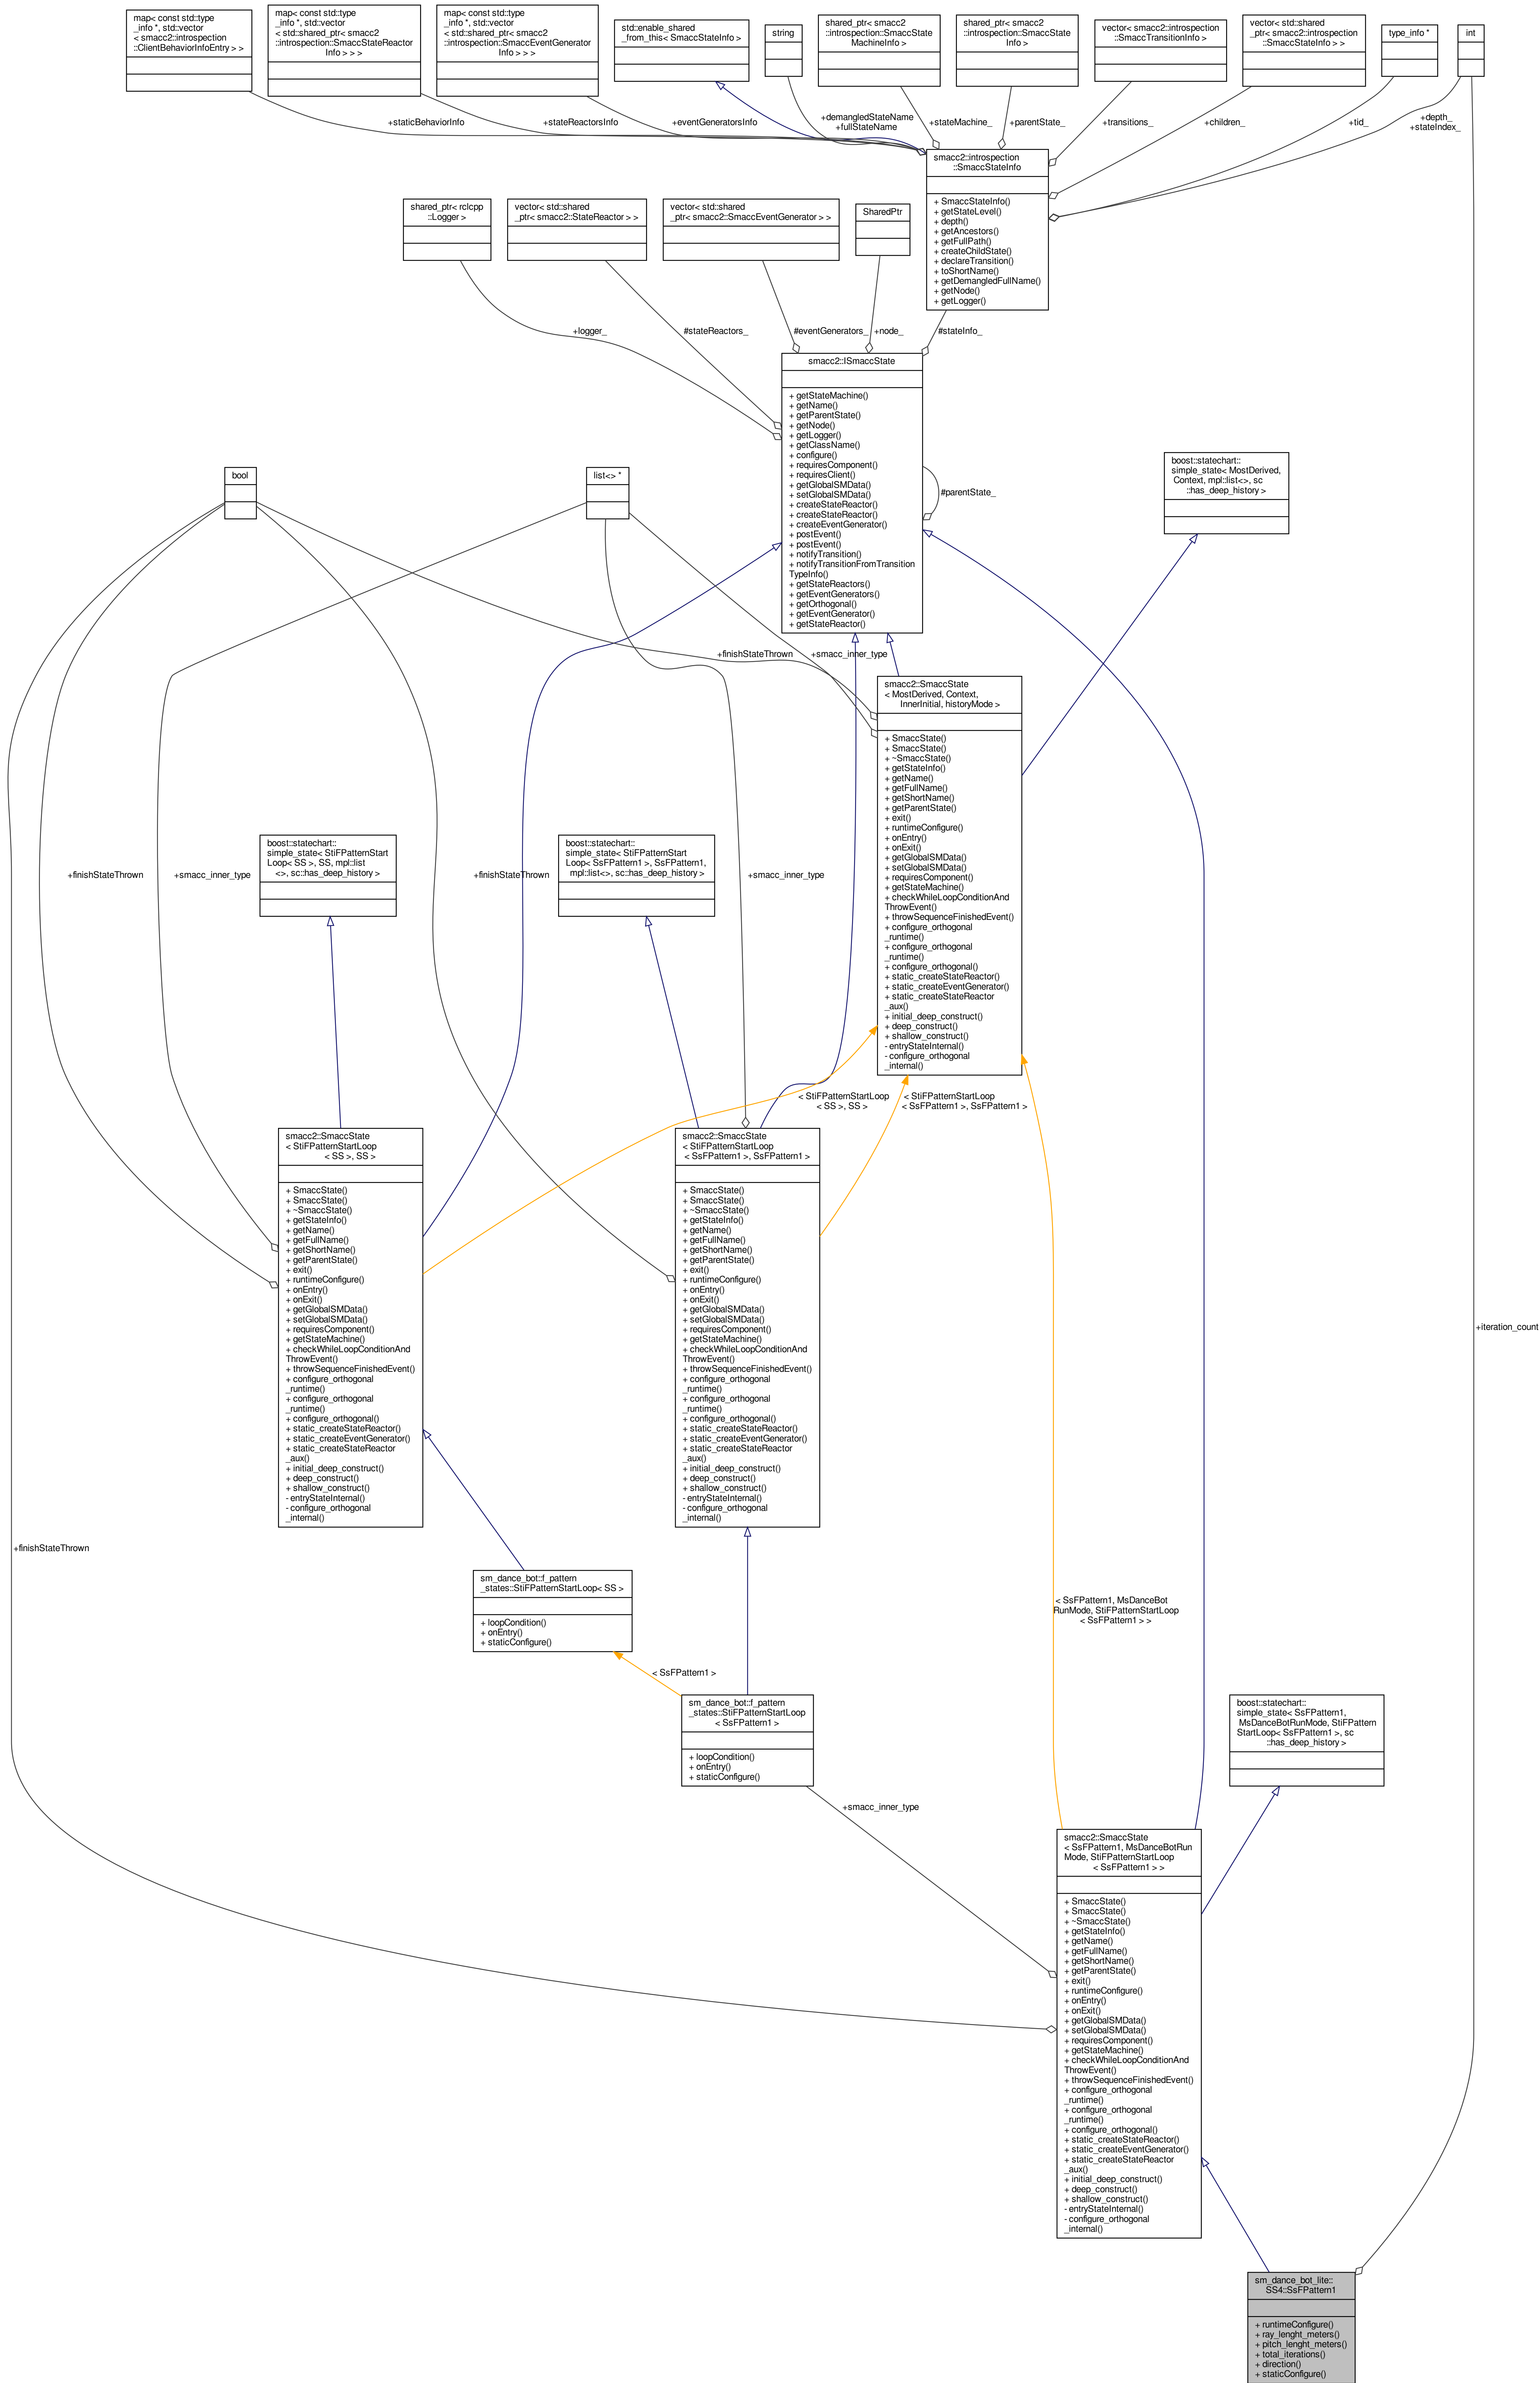 map< const std::type
_info *, std::vector
< smacc2::introspection
::ClientBehaviorInfoEntry > >
map< const std::type
_info *, std::vector
< std::shared_ptr< smacc2
::introspection::SmaccStateReactor
Info > > >
map< const std::type
_info *, std::vector
< std::shared_ptr< smacc2
::introspection::SmaccEventGenerator
Info > > >
std::enable_shared
_from_this< SmaccStateInfo >
string
shared_ptr< smacc2
::introspection::SmaccState
MachineInfo >
shared_ptr< smacc2
::introspection::SmaccState
Info >
vector< smacc2::introspection
::SmaccTransitionInfo >
vector< std::shared
_ptr< smacc2::introspection
::SmaccStateInfo > >
type_info *
int
+staticBehaviorInfo
+stateReactorsInfo
+eventGeneratorsInfo
+demangledStateName
+fullStateName
+stateMachine_
+parentState_
+transitions_
+children_
+tid_
+depth_
+stateIndex_
smacc2::introspection
::SmaccStateInfo
+ SmaccStateInfo()
+ getStateLevel()
+ depth()
+ getAncestors()
+ getFullPath()
+ createChildState()
+ declareTransition()
+ toShortName()
+ getDemangledFullName()
+ getNode()
+ getLogger()
shared_ptr< rclcpp
::Logger >
vector< std::shared
_ptr< smacc2::StateReactor > >
vector< std::shared
_ptr< smacc2::SmaccEventGenerator > >
SharedPtr
+logger_
#stateReactors_
#eventGenerators_
+node_
#stateInfo_
smacc2::ISmaccState
+ getStateMachine()
+ getName()
+ getParentState()
+ getNode()
+ getLogger()
+ getClassName()
+ configure()
+ requiresComponent()
+ requiresClient()
+ getGlobalSMData()
+ setGlobalSMData()
+ createStateReactor()
+ createStateReactor()
+ createEventGenerator()
+ postEvent()
+ postEvent()
+ notifyTransition()
+ notifyTransitionFromTransition
TypeInfo()
+ getStateReactors()
+ getEventGenerators()
+ getOrthogonal()
+ getEventGenerator()
+ getStateReactor()
#parentState_
bool
list<> *
boost::statechart::
simple_state< MostDerived,
Context, mpl::list<>, sc
::has_deep_history >
+finishStateThrown
+smacc_inner_type
smacc2::SmaccState
< MostDerived, Context,
InnerInitial, historyMode >
+ SmaccState()
+ SmaccState()
+ ~SmaccState()
+ getStateInfo()
+ getName()
+ getFullName()
+ getShortName()
+ getParentState()
+ exit()
+ runtimeConfigure()
+ onEntry()
+ onExit()
+ getGlobalSMData()
+ setGlobalSMData()
+ requiresComponent()
+ getStateMachine()
+ checkWhileLoopConditionAnd
ThrowEvent()
+ throwSequenceFinishedEvent()
+ configure_orthogonal
_runtime()
+ configure_orthogonal
_runtime()
+ configure_orthogonal()
+ static_createStateReactor()
+ static_createEventGenerator()
+ static_createStateReactor
_aux()
+ initial_deep_construct()
+ deep_construct()
+ shallow_construct()
- entryStateInternal()
- configure_orthogonal
_internal()
boost::statechart::
simple_state< StiFPatternStart
Loop< SS >, SS, mpl::list
<>, sc::has_deep_history >
boost::statechart::
simple_state< StiFPatternStart
Loop< SsFPattern1 >, SsFPattern1,
mpl::list<>, sc::has_deep_history >
+finishStateThrown
+smacc_inner_type
+finishStateThrown
+smacc_inner_type
< StiFPatternStartLoop
< SS >, SS >
< StiFPatternStartLoop
< SsFPattern1 >, SsFPattern1 >
smacc2::SmaccState
< StiFPatternStartLoop
< SS >, SS >
+ SmaccState()
+ SmaccState()
+ ~SmaccState()
+ getStateInfo()
+ getName()
+ getFullName()
+ getShortName()
+ getParentState()
+ exit()
+ runtimeConfigure()
+ onEntry()
+ onExit()
+ getGlobalSMData()
+ setGlobalSMData()
+ requiresComponent()
+ getStateMachine()
+ checkWhileLoopConditionAnd
ThrowEvent()
+ throwSequenceFinishedEvent()
+ configure_orthogonal
_runtime()
+ configure_orthogonal
_runtime()
+ configure_orthogonal()
+ static_createStateReactor()
+ static_createEventGenerator()
+ static_createStateReactor
_aux()
+ initial_deep_construct()
+ deep_construct()
+ shallow_construct()
- entryStateInternal()
- configure_orthogonal
_internal()
smacc2::SmaccState
< StiFPatternStartLoop
< SsFPattern1 >, SsFPattern1 >
+ SmaccState()
+ SmaccState()
+ ~SmaccState()
+ getStateInfo()
+ getName()
+ getFullName()
+ getShortName()
+ getParentState()
+ exit()
+ runtimeConfigure()
+ onEntry()
+ onExit()
+ getGlobalSMData()
+ setGlobalSMData()
+ requiresComponent()
+ getStateMachine()
+ checkWhileLoopConditionAnd
ThrowEvent()
+ throwSequenceFinishedEvent()
+ configure_orthogonal
_runtime()
+ configure_orthogonal
_runtime()
+ configure_orthogonal()
+ static_createStateReactor()
+ static_createEventGenerator()
+ static_createStateReactor
_aux()
+ initial_deep_construct()
+ deep_construct()
+ shallow_construct()
- entryStateInternal()
- configure_orthogonal
_internal()
+iteration_count
+finishStateThrown
sm_dance_bot::f_pattern
_states::StiFPatternStartLoop< SS >
+ loopCondition()
+ onEntry()
+ staticConfigure()
< SsFPattern1, MsDanceBot
RunMode, StiFPatternStartLoop
< SsFPattern1 > >
< SsFPattern1 >
sm_dance_bot::f_pattern
_states::StiFPatternStartLoop
< SsFPattern1 >
+ loopCondition()
+ onEntry()
+ staticConfigure()
boost::statechart::
simple_state< SsFPattern1,
MsDanceBotRunMode, StiFPattern
StartLoop< SsFPattern1 >, sc
::has_deep_history >
+smacc_inner_type
smacc2::SmaccState
< SsFPattern1, MsDanceBotRun
Mode, StiFPatternStartLoop
< SsFPattern1 > >
+ SmaccState()
+ SmaccState()
+ ~SmaccState()
+ getStateInfo()
+ getName()
+ getFullName()
+ getShortName()
+ getParentState()
+ exit()
+ runtimeConfigure()
+ onEntry()
+ onExit()
+ getGlobalSMData()
+ setGlobalSMData()
+ requiresComponent()
+ getStateMachine()
+ checkWhileLoopConditionAnd
ThrowEvent()
+ throwSequenceFinishedEvent()
+ configure_orthogonal
_runtime()
+ configure_orthogonal
_runtime()
+ configure_orthogonal()
+ static_createStateReactor()
+ static_createEventGenerator()
+ static_createStateReactor
_aux()
+ initial_deep_construct()
+ deep_construct()
+ shallow_construct()
- entryStateInternal()
- configure_orthogonal
_internal()
sm_dance_bot_lite::
SS4::SsFPattern1
+ runtimeConfigure()
+ ray_lenght_meters()
+ pitch_lenght_meters()
+ total_iterations()
+ direction()
+ staticConfigure()